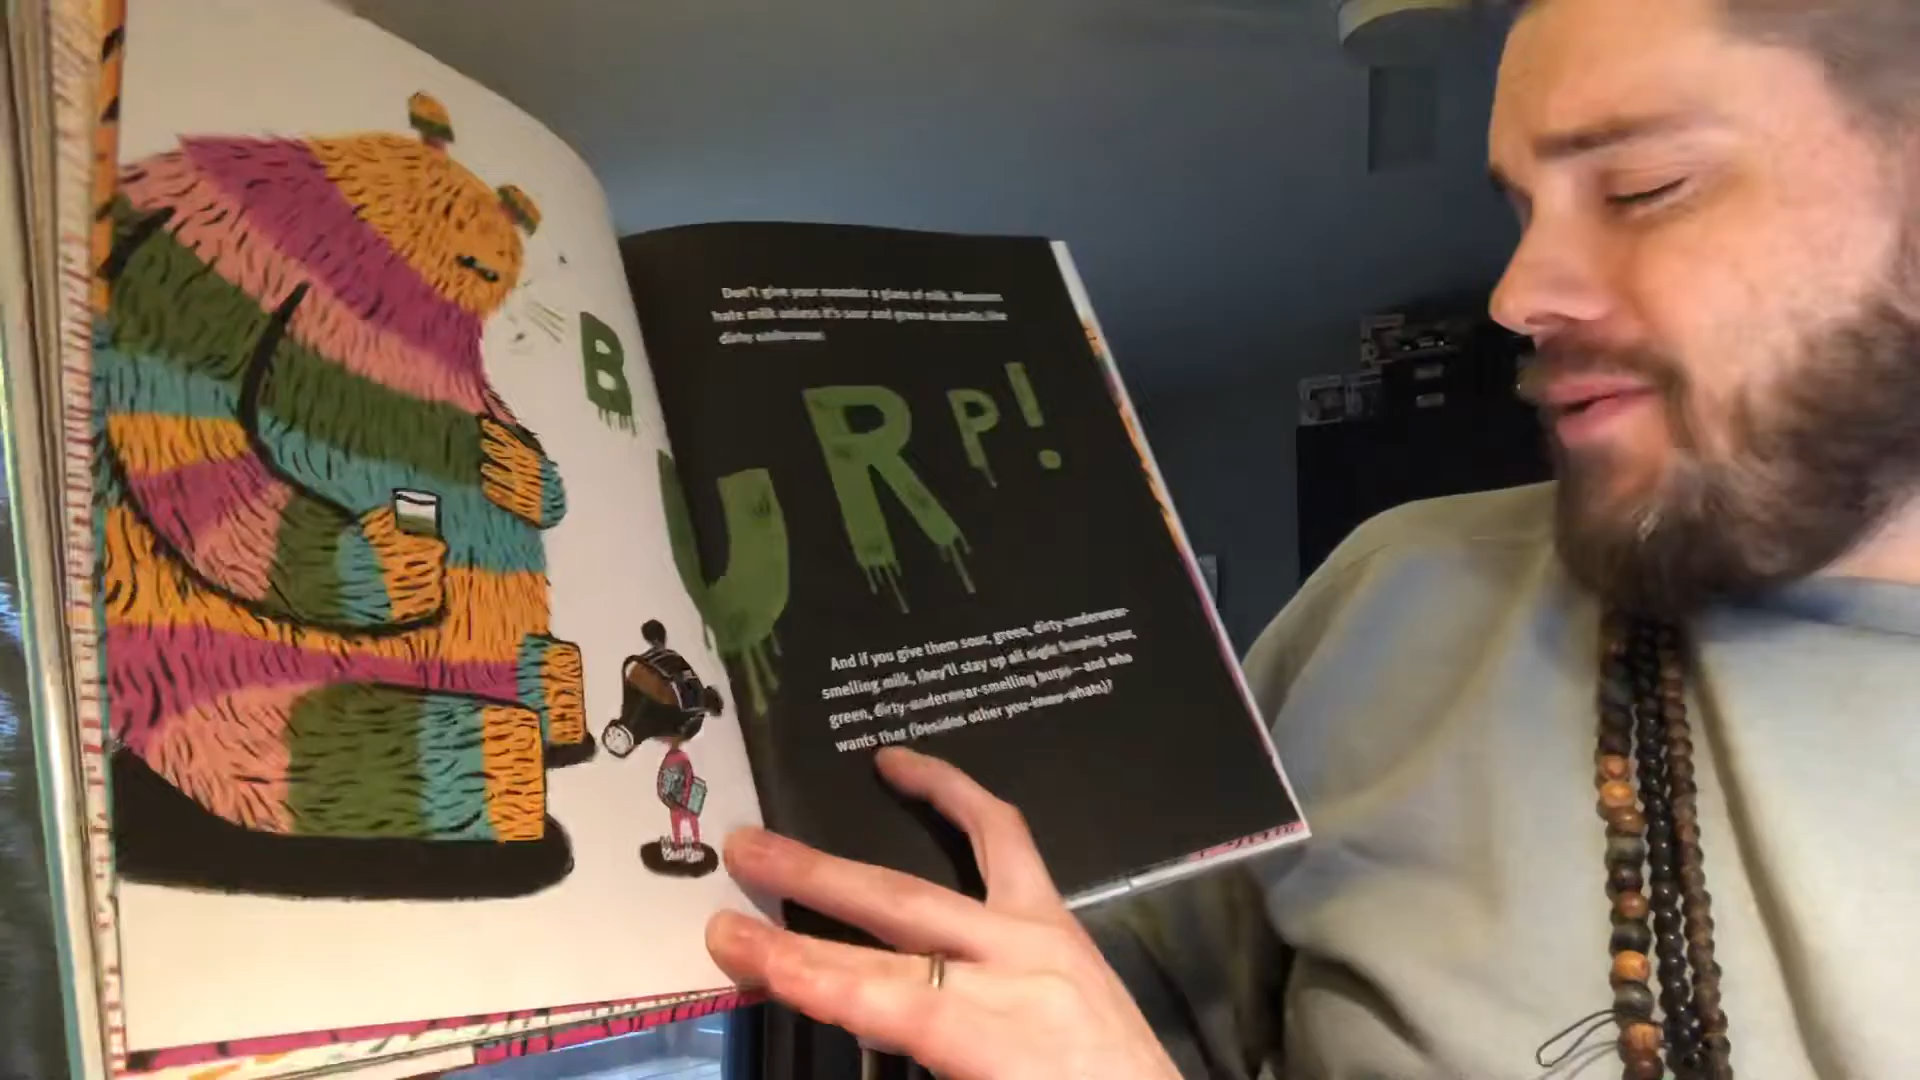 Don't give your monster a glass of milk. Monsters
hate milk unless it's sour and green and smells like
dirty underwear.
BURP!
And if you give them sour, green, dirty-underwear-
smelling milk, they'll stay up all night burping sour,
green, dirty-underwear-smelling burps—and who
wants that (besides other you-know-whats)?